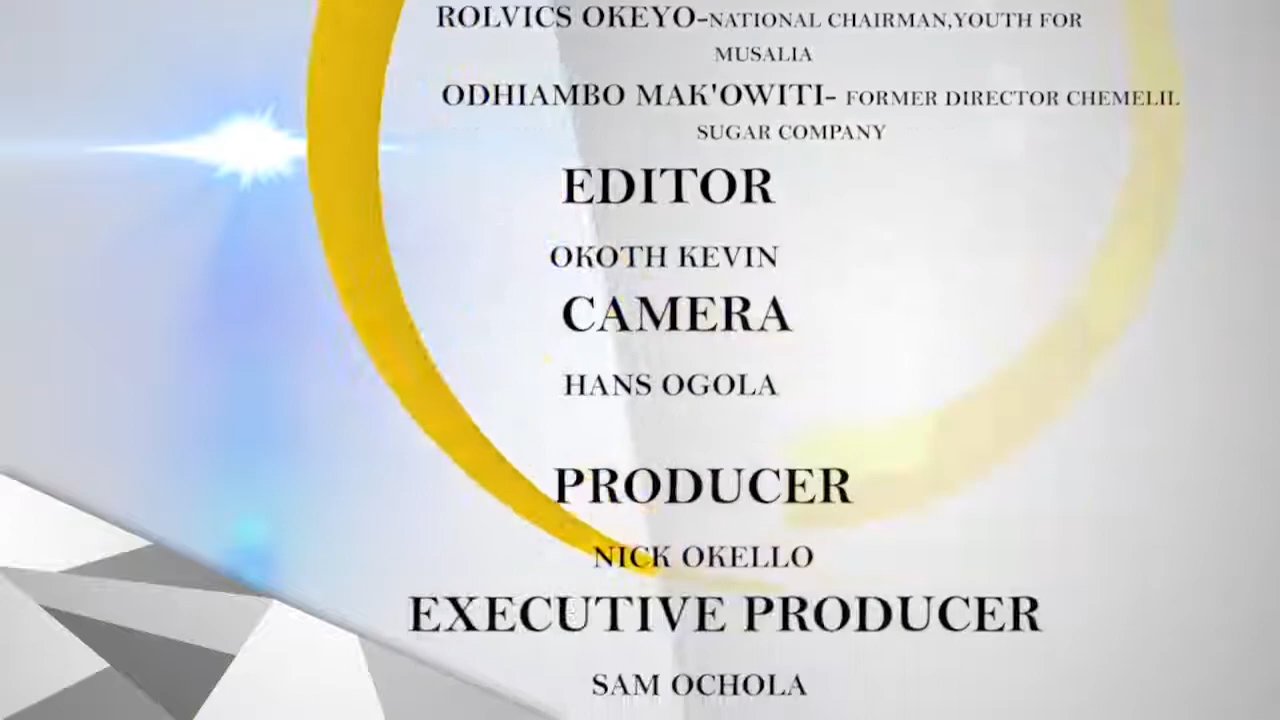 ROLVICS OKEYO-NATIONAL CHAIRMAN,YOUTH FOR
MUSALIA
ODHIAMBO MAK'OWITI- FORMER DIRECTOR CHEMELIL
SUGAR COMPANY
EDITOR
OKOTH KEVIN
CAMERA
HANS OGOLA
PRODUCER
NICK OKELLO
EXECUTIVE PRODUCER
SAM OCHOLA